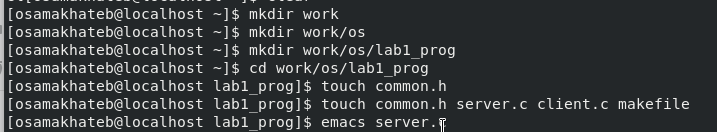 [osamakhateb@localhost ~]$ mkdir work
[osamakhateb@localhost ~]$ mkdir work/os
[osamakhateb@localhost ~]$ mkdir work/os/lab1_prog
[osamakhateb@localhost ~]$ cd work/os/lab1_prog
[osamakhateb@localhost lab1_prog]$ touch common.h
[osamakhateb@localhost lab1_prog]$ touch common.h server.c client.c makefile
[osamakhateb@localhost lab1_prog]$ emacs server.c